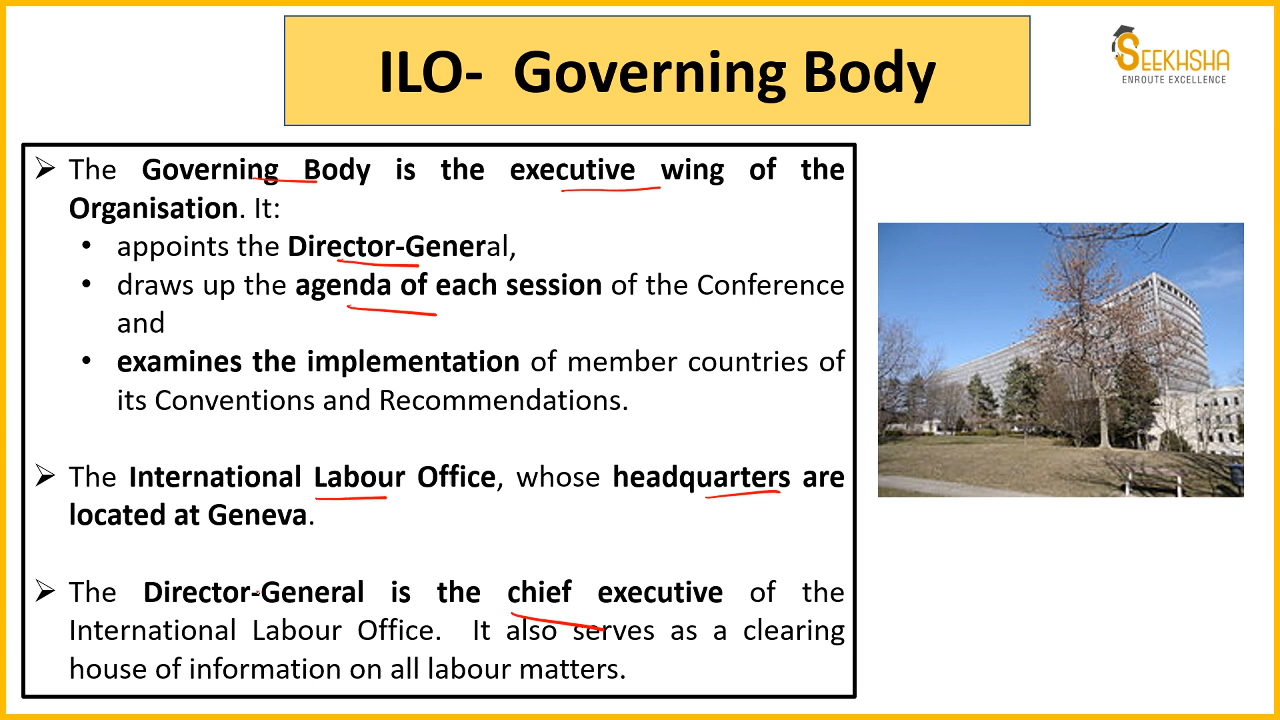 ILO- Governing Body
SEEKHSHA
ENROUTE EXCELLENCE
➢ The Governing Body is the executive wing of the
Organisation. It:
• appoints the Director-General,
• draws up the agenda of each session of the Conference
and
• examines the implementation of member countries of
its Conventions and Recommendations.
➢ The International Labour Office, whose headquarters are
located at Geneva.
➢ The Director-General is the chief executive of the
International Labour Office. It also serves as a clearing
house of information on all labour matters.